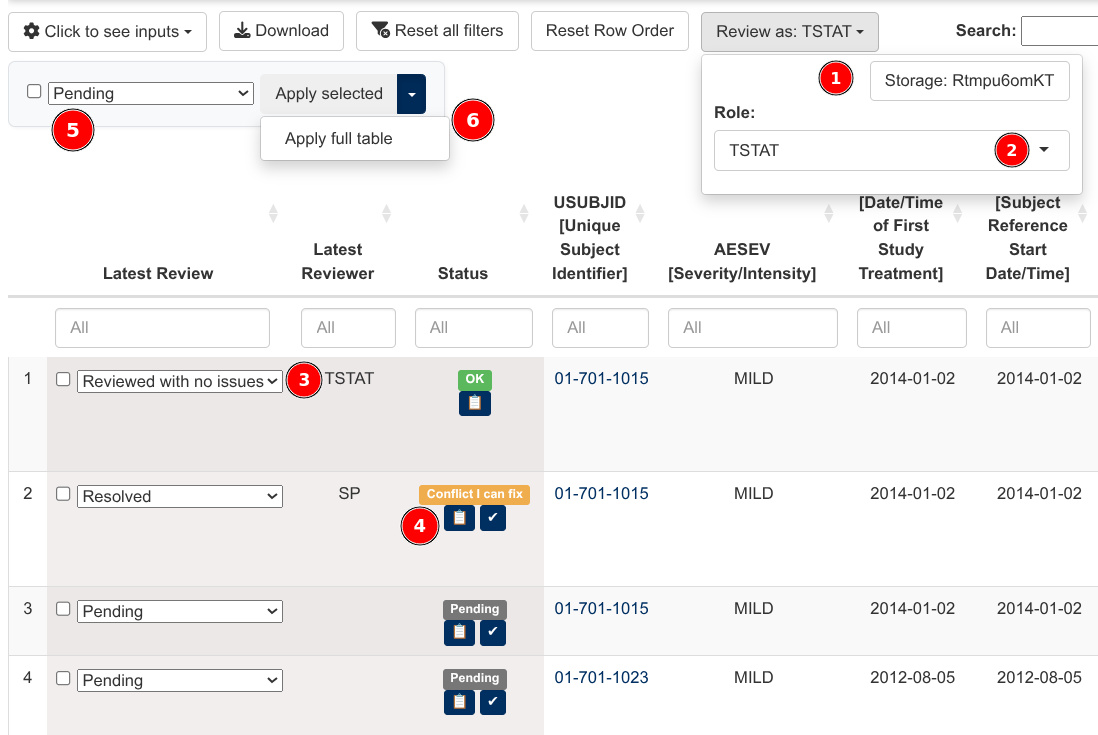 Click to see inputs
Download
Reset all filters
Reset Row Order
Review as: TSTAT
Search:
1
Storage: Rtmpu6omKT
Role:
TSTAT
2
Pending
Apply selected
Apply full table
5
6
Latest Review
Latest
Reviewer
Status
USUBJID
[Unique
Subject
Identifier]
AESEV
[Severity/Intensity]
[Date/Time
of First
Study
Treatment]
[Subject
Reference
Start
Date/Time]
All All All All All All All
1 Reviewed with no issues 3 TSTAT OK 01-701-1015 MILD 2014-01-02 2014-01-02
2 Resolved SP Conflict I can fix 01-701-1015 MILD 2014-01-02 2014-01-02
4
3 Pending Pending 01-701-1015 MILD 2014-01-02 2014-01-02
4 Pending Pending 01-701-1023 MILD 2012-08-05 2012-08-05